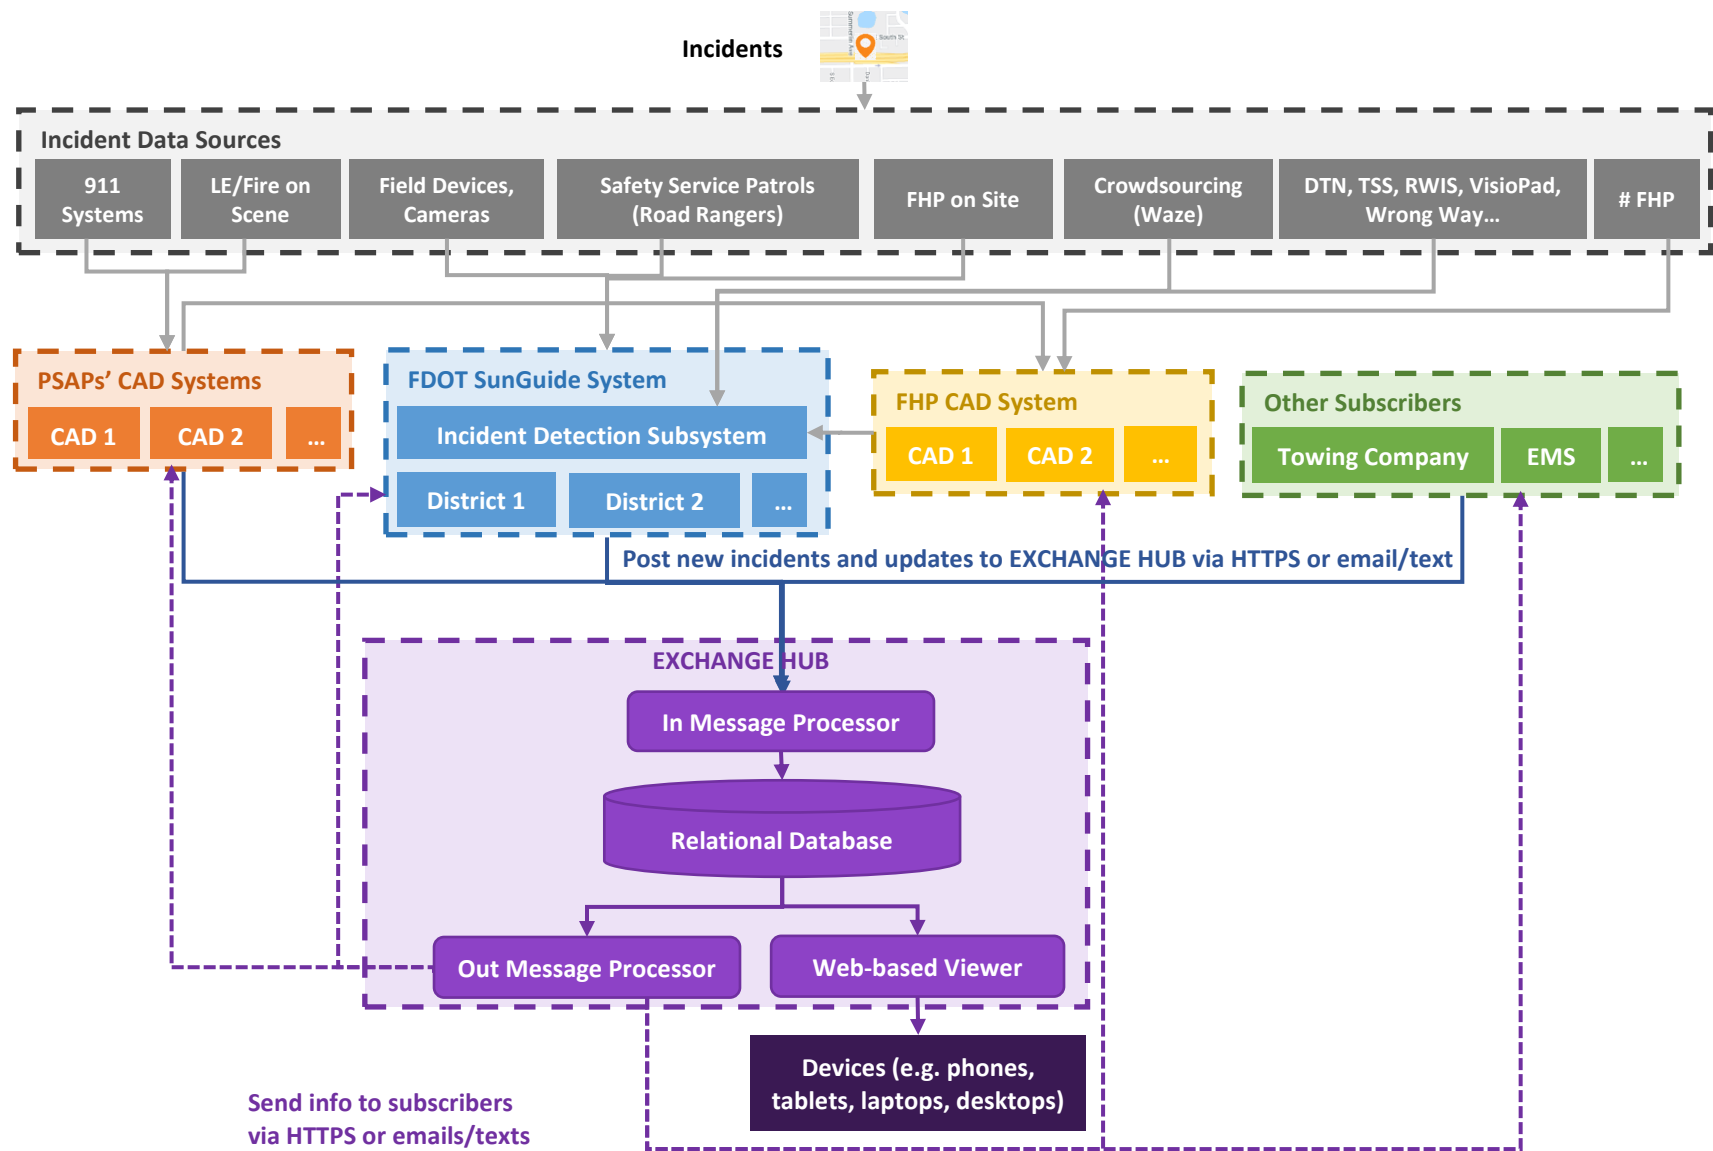 Incidents
Summerlin Ave
South St
Incident Data Sources
911
Systems
LE/Fire on
Scene
Field Devices,
Cameras
Safety Service Patrols
(Road Rangers)
FHP on Site
Crowdsourcing
(Waze)
DTN, TSS, RWIS, VisioPad,
Wrong Way...
# FHP
PSAPs’ CAD Systems
CAD 1
CAD 2
...
FDOT SunGuide System
Incident Detection Subsystem
District 1
District 2
...
FHP CAD System
CAD 1
CAD 2
...
Other Subscribers
Towing Company
EMS
...
Post new incidents and updates to EXCHANGE HUB via HTTPS or email/text
EXCHANGE HUB
In Message Processor
Relational Database
Out Message Processor
Web-based Viewer
Devices (e.g. phones,
tablets, laptops, desktops)
Send info to subscribers
via HTTPS or emails/texts